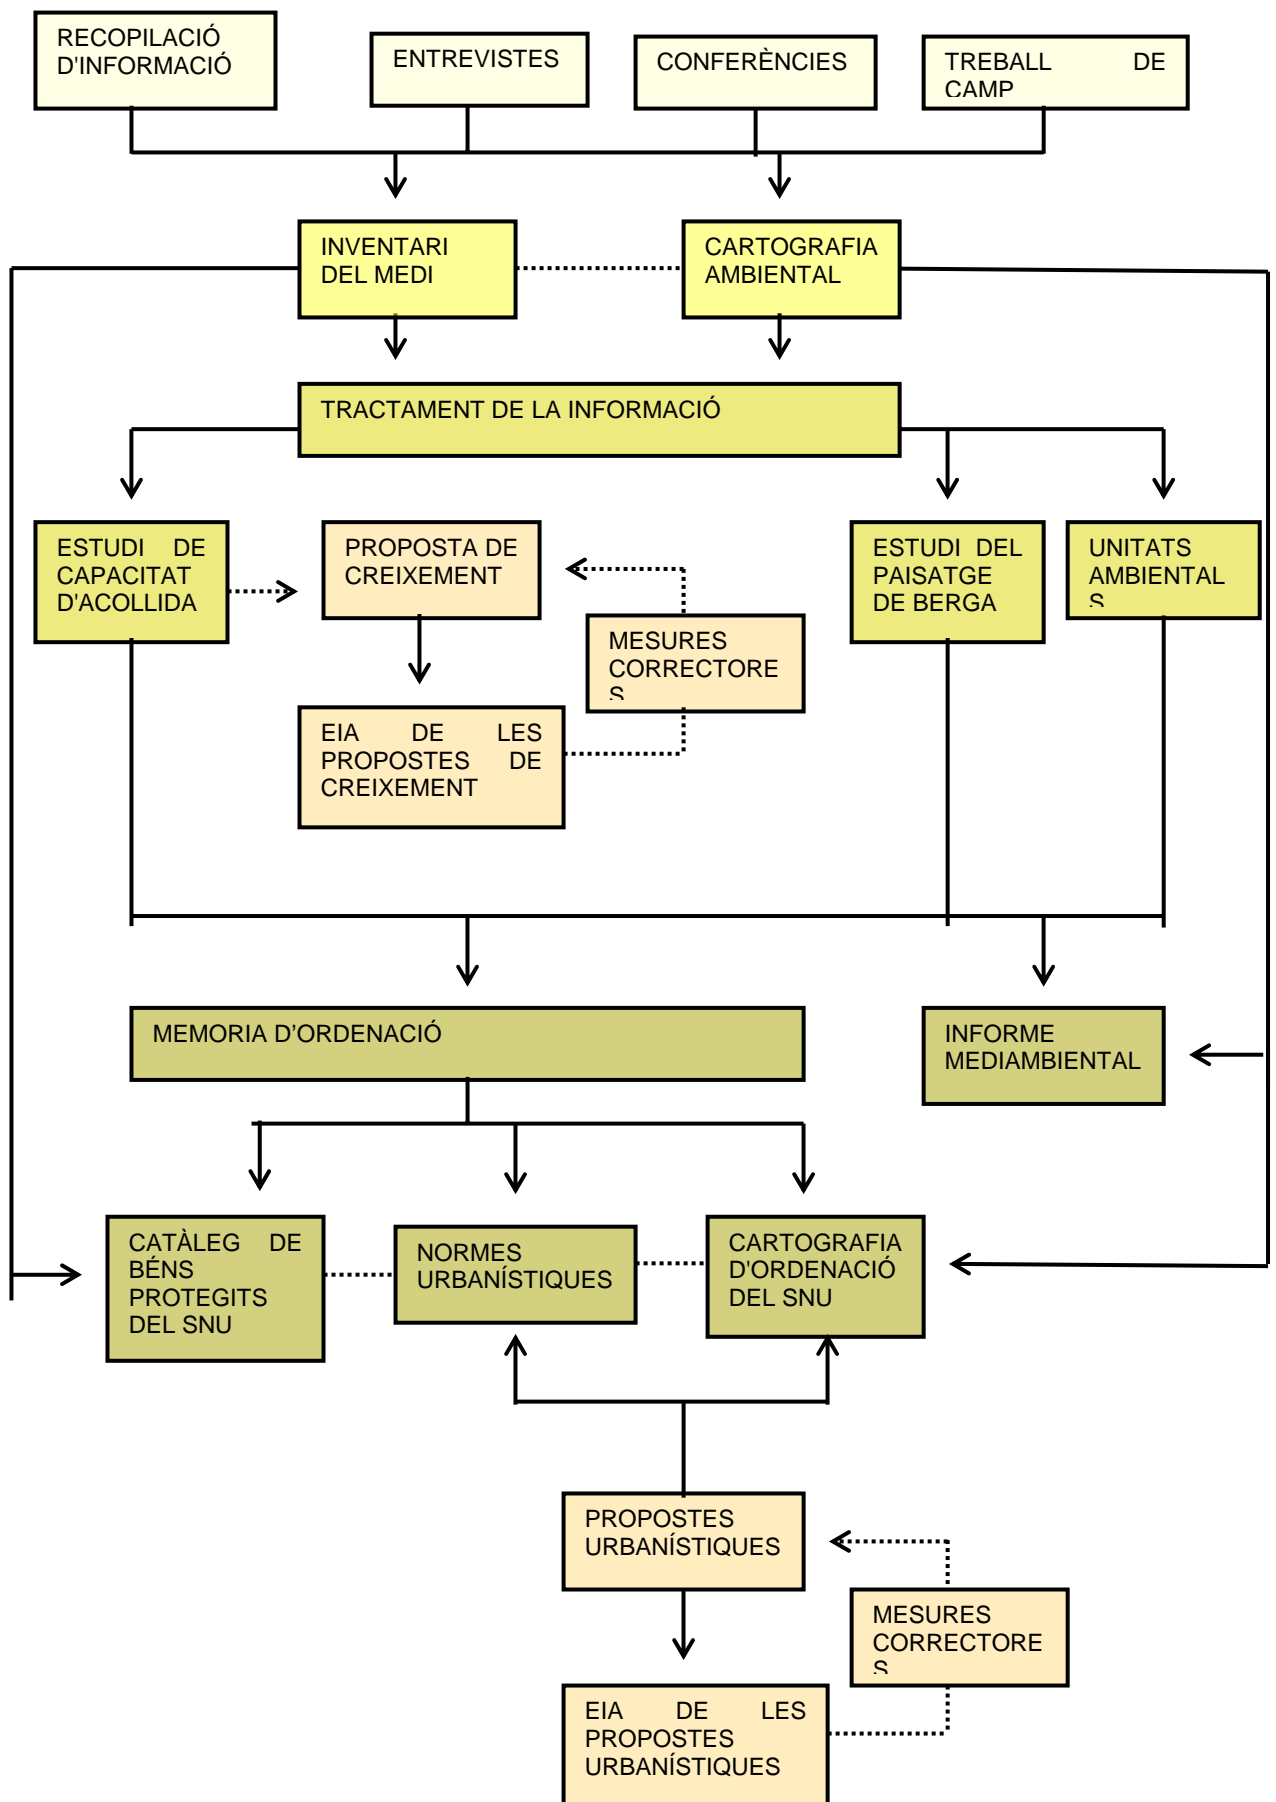 RECOPILACIÓ
D'INFORMACIÓ
ENTREVISTES
CONFERÈNCIES
TREBALL DE
CAMP
INVENTARI
DEL MEDI
CARTOGRAFIA
AMBIENTAL
TRACTAMENT DE LA INFORMACIÓ
ESTUDI DE
CAPACITAT
D'ACOLLIDA
PROPOSTA DE
CREIXEMENT
ESTUDI DEL
PAISATGE
DE BERGA
UNITATS
AMBIENTAL
S
MESURES
CORRECTORE
S
EIA DE LES
PROPOSTES DE
CREIXEMENT
MEMORIA D’ORDENACIÓ
INFORME
MEDIAMBIENTAL
CATÀLEG DE
BÉNS
PROTEGITS
DEL SNU
NORMES
URBANÍSTIQUES
CARTOGRAFIA
D'ORDENACIÓ
DEL SNU
PROPOSTES
URBANÍSTIQUES
MESURES
CORRECTORE
S
EIA DE LES
PROPOSTES
URBANÍSTIQUES